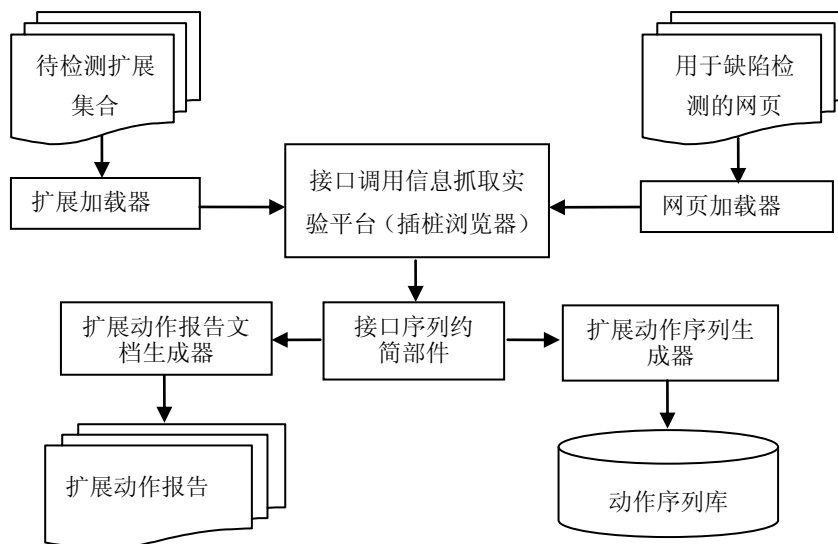 待检测扩展
集合
用于缺陷检
测的网页
扩展加载器
接口调用信息抓取实
验平台（插桩浏览器）
网页加载器
扩展动作报告文
档生成器
接口序列约
简部件
扩展动作序列生
成器
扩展动作报告
动作序列库